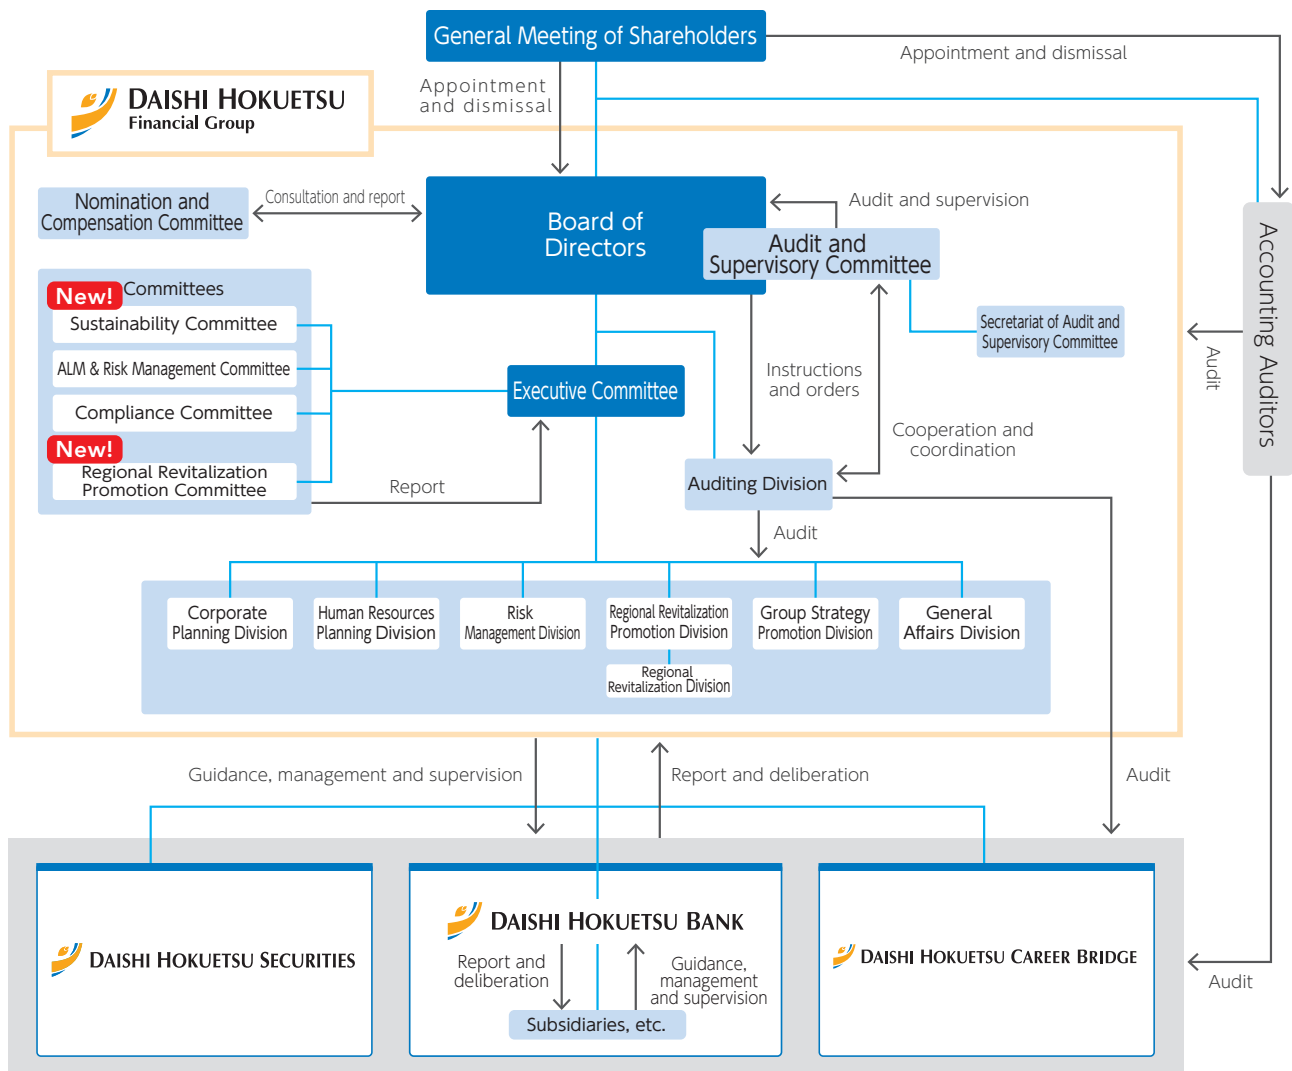 General Meeting of Shareholders
Appointment and dismissal
Appointment
and dismissal
DAISHI HOKUETSU
Financial Group
Nomination and
Compensation Committee
Consultation and report
Board of
Directors
Audit and supervision
Audit and
Supervisory Committee
Accounting Auditors
New!
Committees
Sustainability Committee
ALM & Risk Management Committee
Compliance Committee
New!
Regional Revitalization
Promotion Committee
Executive Committee
Report
Secretariat of Audit and
Supervisory Committee
Audit
Instructions
and orders
Cooperation and
coordination
Auditing Division
Audit
Corporate
Planning Division
Human Resources
Planning Division
Risk
Management Division
Regional Revitalization
Promotion Division
Regional
Revitalization Division
Group Strategy
Promotion Division
General
Affairs Division
Guidance, management and supervision
Report and deliberation
Audit
DAISHI HOKUETSU SECURITIES
DAISHI HOKUETSU BANK
Report and
deliberation
Guidance,
management
and supervision
Subsidiaries, etc.
DAISHI HOKUETSU CAREER BRIDGE
Audit